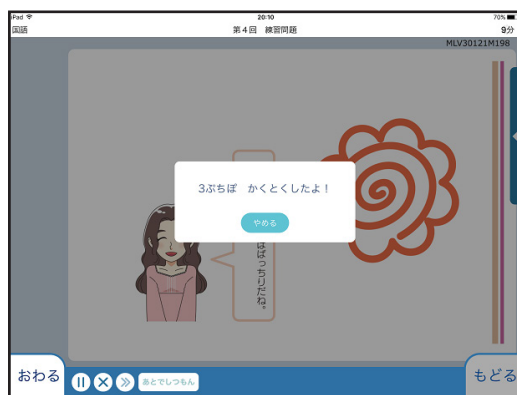 iPad 20:10 70%
国語 第4回 練習問題 9分
MLV30121M198
3ぷちぽ かくとくしたよ！
やめる
はばっちりだね。
おわる
あとでしつもん
もどる